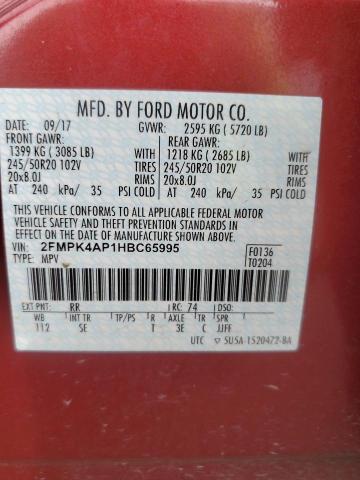 MFD. BY FORD MOTOR CO.
DATE: 09/17 GVWR: 2595 KG ( 5720 LB)
FRONT GAWR: REAR GAWR:
1399 KG ( 3085 LB) WITH 1218 KG ( 2685 LB) WITH
245/50R20 102V TIRES 245/50R20 102V TIRES
20x8.0J RIMS 20x8.0J RIMS
AT 240 kPa/ 35 PSI COLD AT 240 kPa/ 35 PSI COLD
THIS VEHICLE CONFORMS TO ALL APPLICABLE FEDERAL MOTOR VEHICLE SAFETY AND THEFT PREVENTION STANDARDS IN EFFECT ON THE DATE OF MANUFACTURE SHOWN ABOVE.
VIN: 2FMPK4AP1HBC65995 F0136
TYPE: MPV T0204
EXT PNT: RR RC: 74 DSO:
WB INT TR TP/PS R AXLE TR SPR
112 SE T 3E C JJFF
UTC ▽ 5U5A-1520472-BA